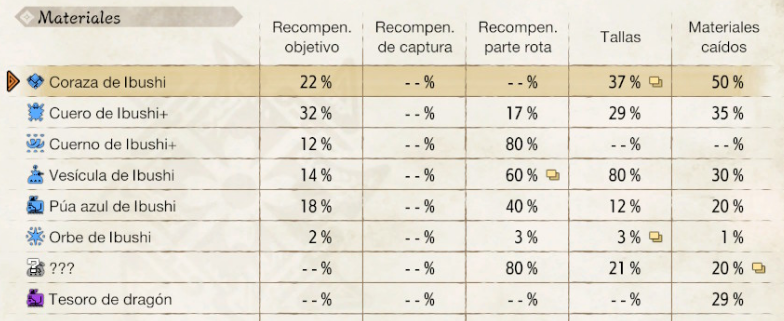 Materiales
Recompen. objetivo Recompen. de captura Recompen. parte rota Tallas Materiales caídos
Coraza de Ibushi 22 % - - % - - % 37 % 50 %
Cuero de Ibushi+ 32 % - - % 17 % 29 % 35 %
Cuerno de Ibushi+ 12 % - - % 80 % - - % - - %
Vesícula de Ibushi 14 % - - % 60 % 80 % 30 %
Púa azul de Ibushi 18 % - - % 40 % 12 % 20 %
Orbe de Ibushi 2 % - - % 3 % 3 % 1 %
??? - - % - - % 80 % 21 % 20 %
Tesoro de dragón - - % - - % - - % - - % 29 %